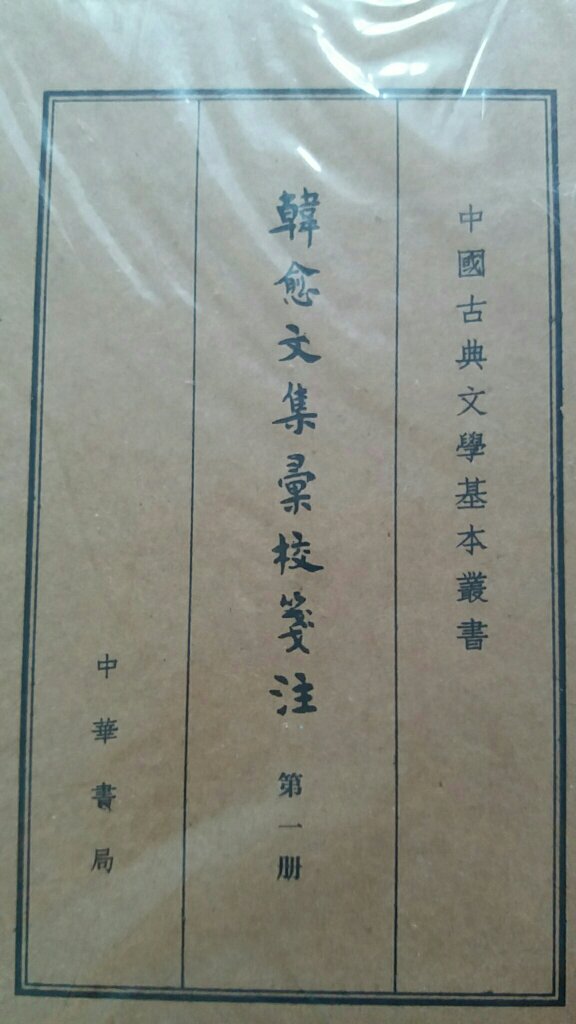 中國古典文學基本叢書
韓愈文集彙校箋注
第一册
中華書局